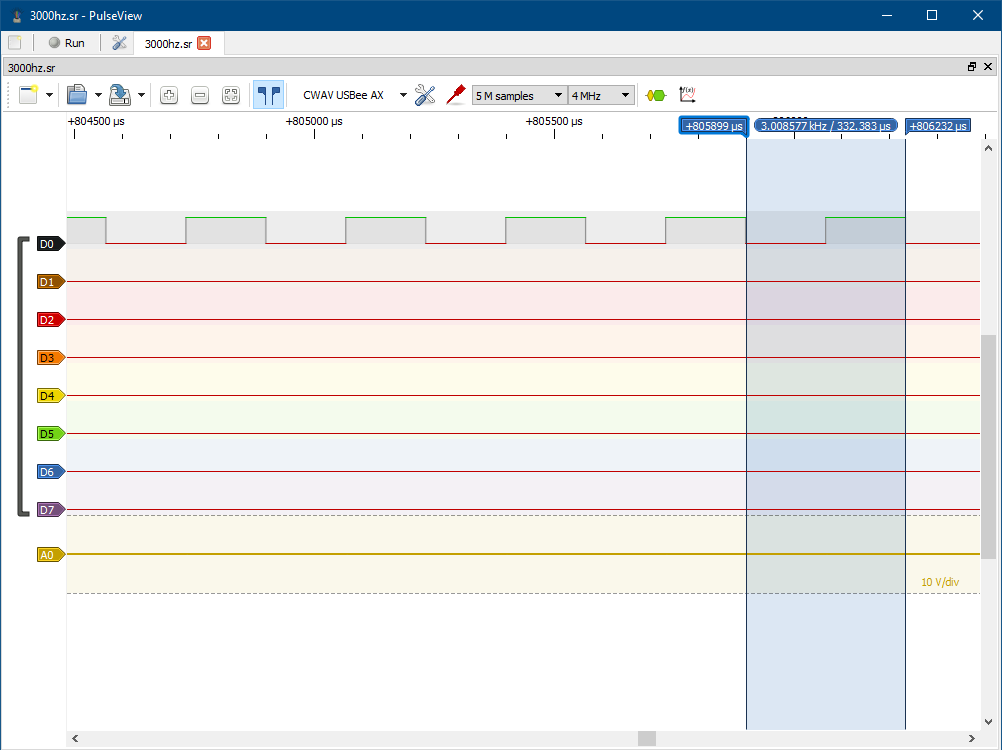 3000hz.sr - PulseView
Run
3000hz.sr
3000hz.sr
CWAV USBee AX
5 M samples
4 MHz
f(x)
+804500 µs
+805000 µs
+805500 µs
+805899 µs
3.008577 kHz / 332.383 µs
+806232 µs
D0
D1
D2
D3
D4
D5
D6
D7
A0
10 V/div